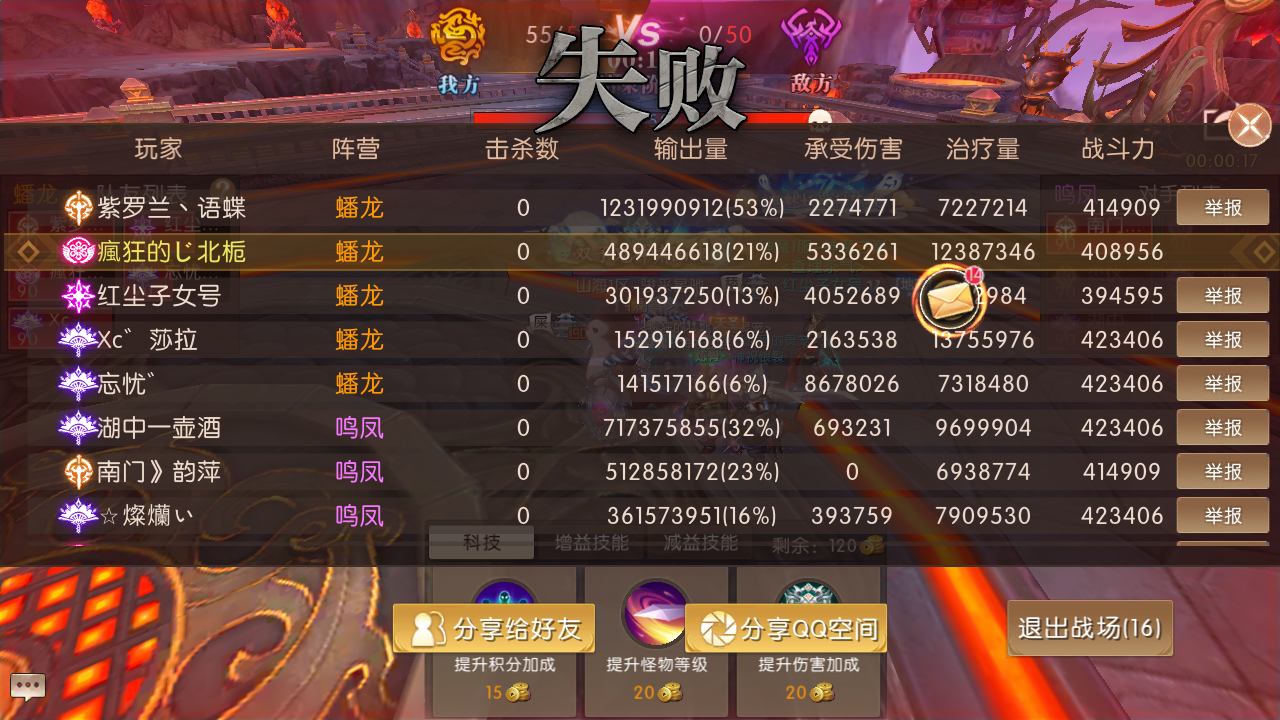 55 VS 0/50
我方 失败 敌方
玩家 阵营 击杀数 输出量 承受伤害 治疗量 战斗力
00:00:17
紫罗兰丶语蝶 蟠龙 0 1231990912(53%) 2274771 7227214 414909 举报
瘋狂的じ北栀 蟠龙 0 489446618(21%) 5336261 12387346 408956
红尘子女号 蟠龙 0 301937250(13%) 4052689 2984 394595 举报
14
Xc゛莎拉 蟠龙 0 152916168(6%) 2163538 13755976 423406 举报
忘忧゛ 蟠龙 0 141517166(6%) 8678026 7318480 423406 举报
湖中一壶酒 鸣凤 0 717375855(32%) 693231 9699904 423406 举报
南门》韵萍 鸣凤 0 512858172(23%) 0 6938774 414909 举报
☆燦爛ぃ 鸣凤 0 361573951(16%) 393759 7909530 423406 举报
科技 增益技能 减益技能 剩余：120
分享给好友 分享QQ空间 退出战场(16)
提升积分加成 提升怪物等级 提升伤害加成
15 20 20